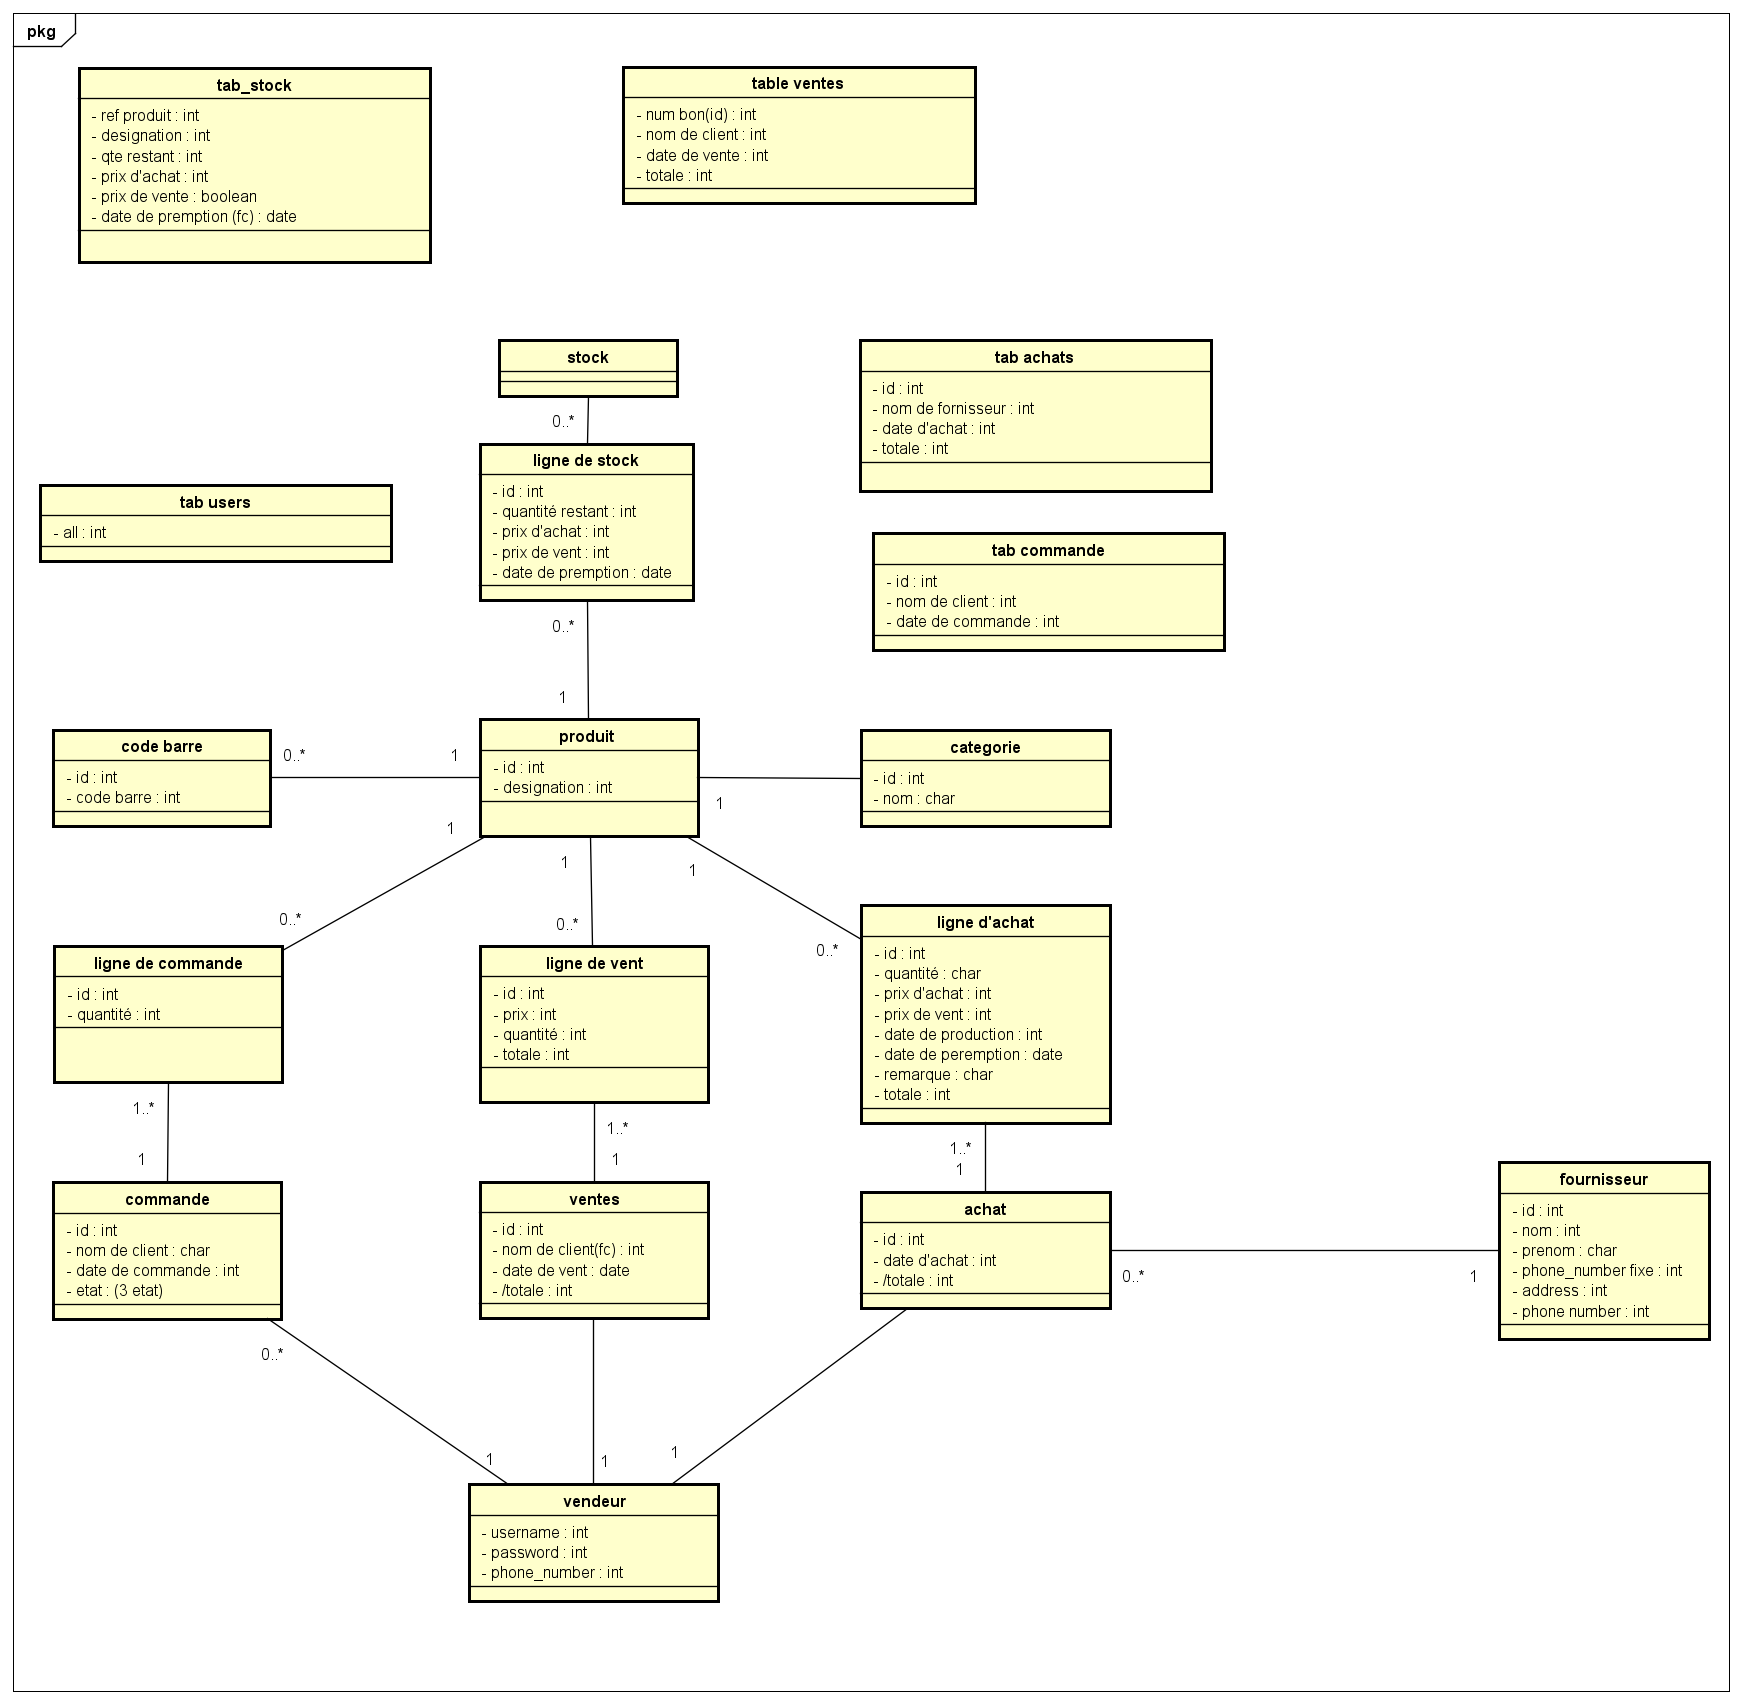 pkg
tab_stock
- ref produit : int
- designation : int
- qte restant : int
- prix d'achat : int
- prix de vente : boolean
- date de premption (fc) : date
table ventes
- num bon(id) : int
- nom de client : int
- date de vente : int
- totale : int
stock
0..*
tab achats
- id : int
- nom de fornisseur : int
- date d'achat : int
- totale : int
ligne de stock
- id : int
- quantité restant : int
- prix d'achat : int
- prix de vent : int
- date de premption : date
tab users
- all : int
tab commande
- id : int
- nom de client : int
- date de commande : int
0..*
1
code barre
- id : int
- code barre : int
0..*
1
produit
- id : int
- designation : int
1
categorie
- id : int
- nom : char
1
0..*
1
0..*
1
0..*
ligne de commande
- id : int
- quantité : int
ligne de vent
- id : int
- prix : int
- quantité : int
- totale : int
ligne d'achat
- id : int
- quantité : char
- prix d'achat : int
- prix de vent : int
- date de production : int
- date de peremption : date
- remarque : char
- totale : int
1..*
1
1..*
1
1..*
1
commande
- id : int
- nom de client : char
- date de commande : int
- etat : (3 etat)
ventes
- id : int
- nom de client(fc) : int
- date de vent : date
- /totale : int
achat
- id : int
- date d'achat : int
- /totale : int
0..*
1
fournisseur
- id : int
- nom : int
- prenom : char
- phone_number fixe : int
- address : int
- phone number : int
0..*
1
1
1
vendeur
- username : int
- password : int
- phone_number : int